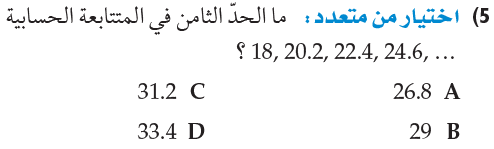 (5 اختيار من متعدد: ما الحدّ الثامن في المتتابعة الحسابية
18, 20.2, 22.4, 24.6, … ؟
26.8 A 31.2 C
29 B 33.4 D